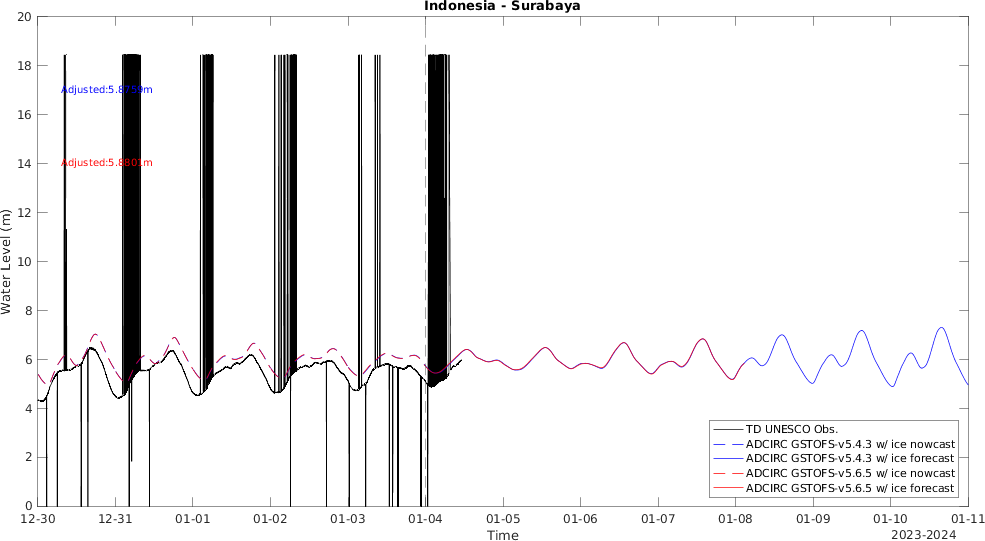 Indonesia - Surabaya
20
18
16
14
12
10
8
6
4
2
0
Water Level (m)
Adjusted:5.8759m
Adjusted:5.8301m
TD UNESCO Obs.
ADCIRC GSTOFS-v5.4.3 w/ ice nowcast
ADCIRC GSTOFS-v5.4.3 w/ ice forecast
ADCIRC GSTOFS-v5.6.5 w/ ice nowcast
ADCIRC GSTOFS-v5.6.5 w/ ice forecast
12-30 12-31 01-01 01-02 01-03 01-04 01-05 01-06 01-07 01-08 01-09 01-10 01-11
Time
2023-2024